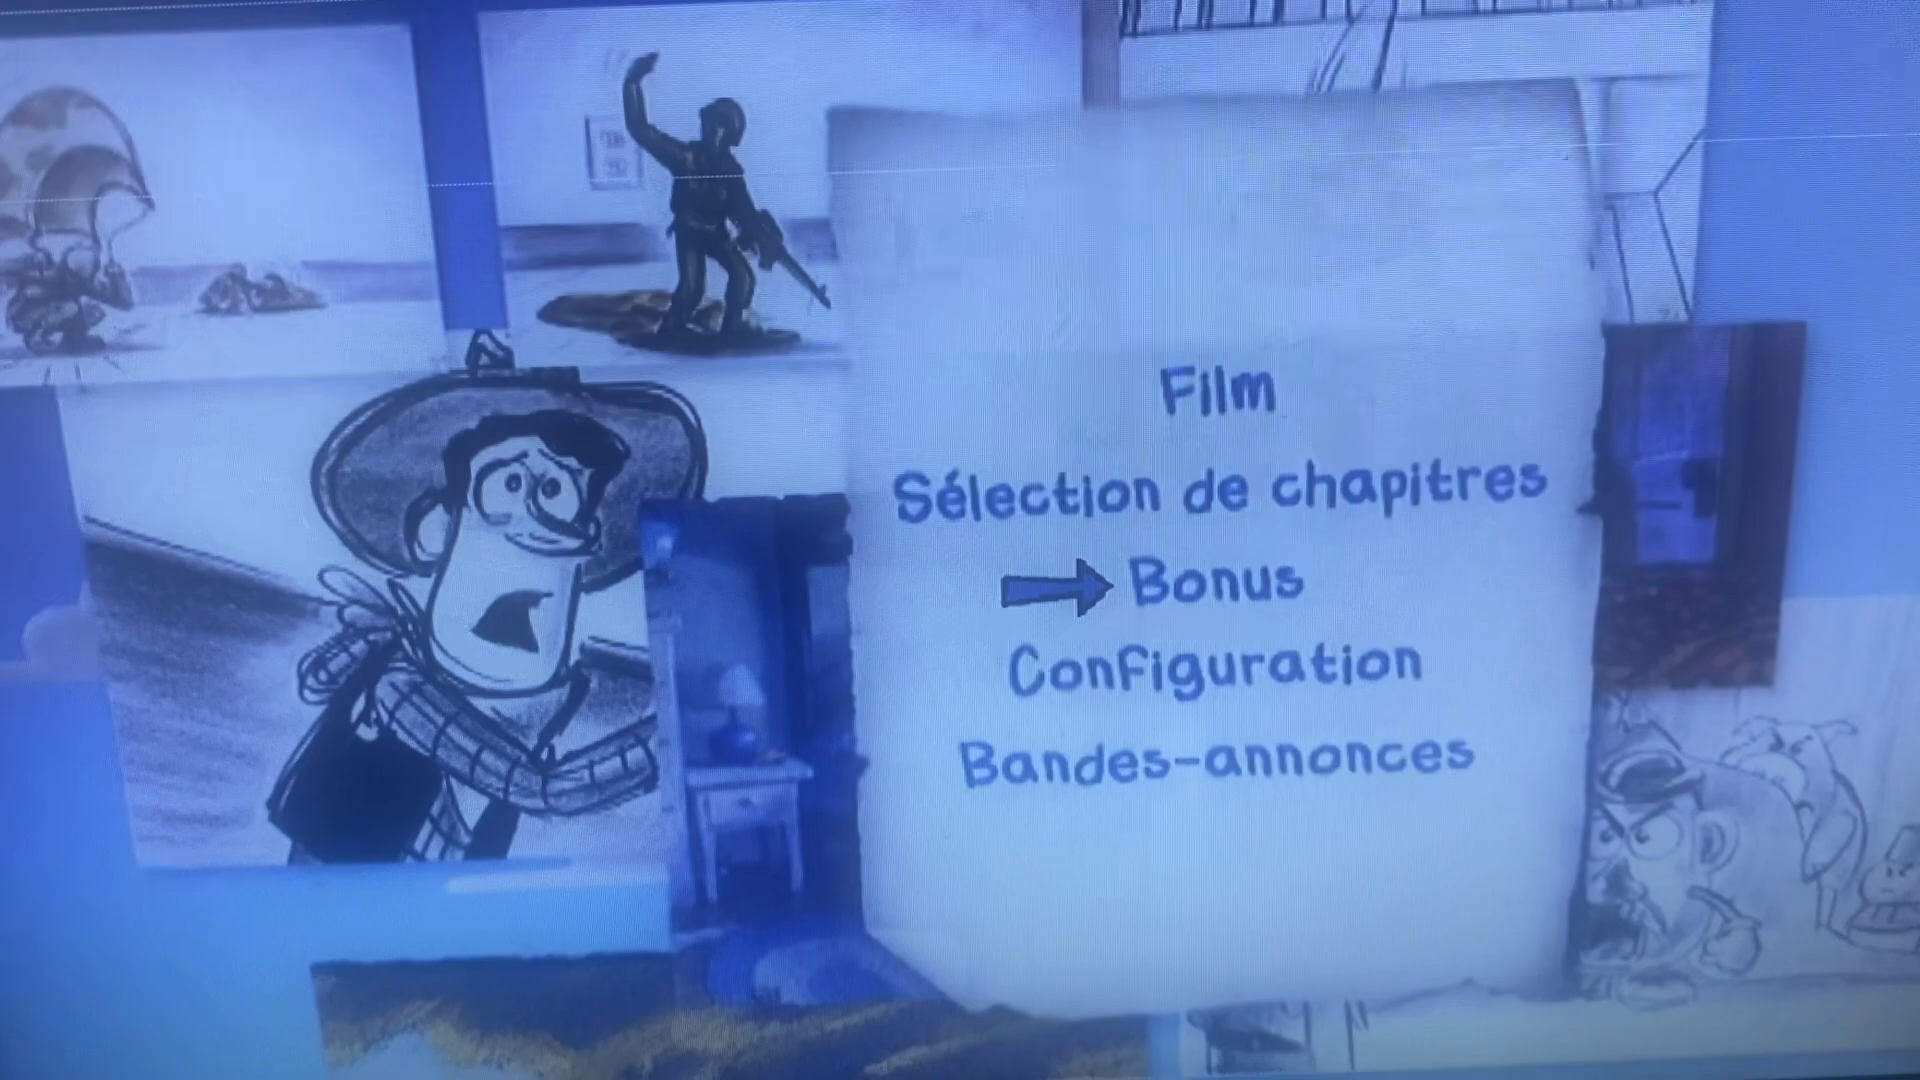 Film
Sélection de chapitres
Bonus
Configuration
Bandes-annonces